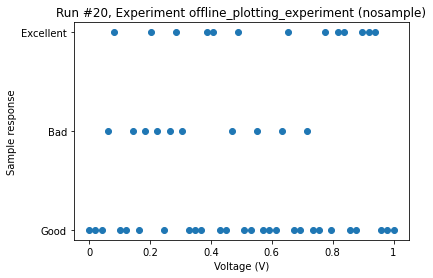 Run #20, Experiment offline_plotting_experiment (nosample)
Excellent
Bad
Good
Sample response
0
0.2
0.4
0.6
0.8
1
Voltage (V)